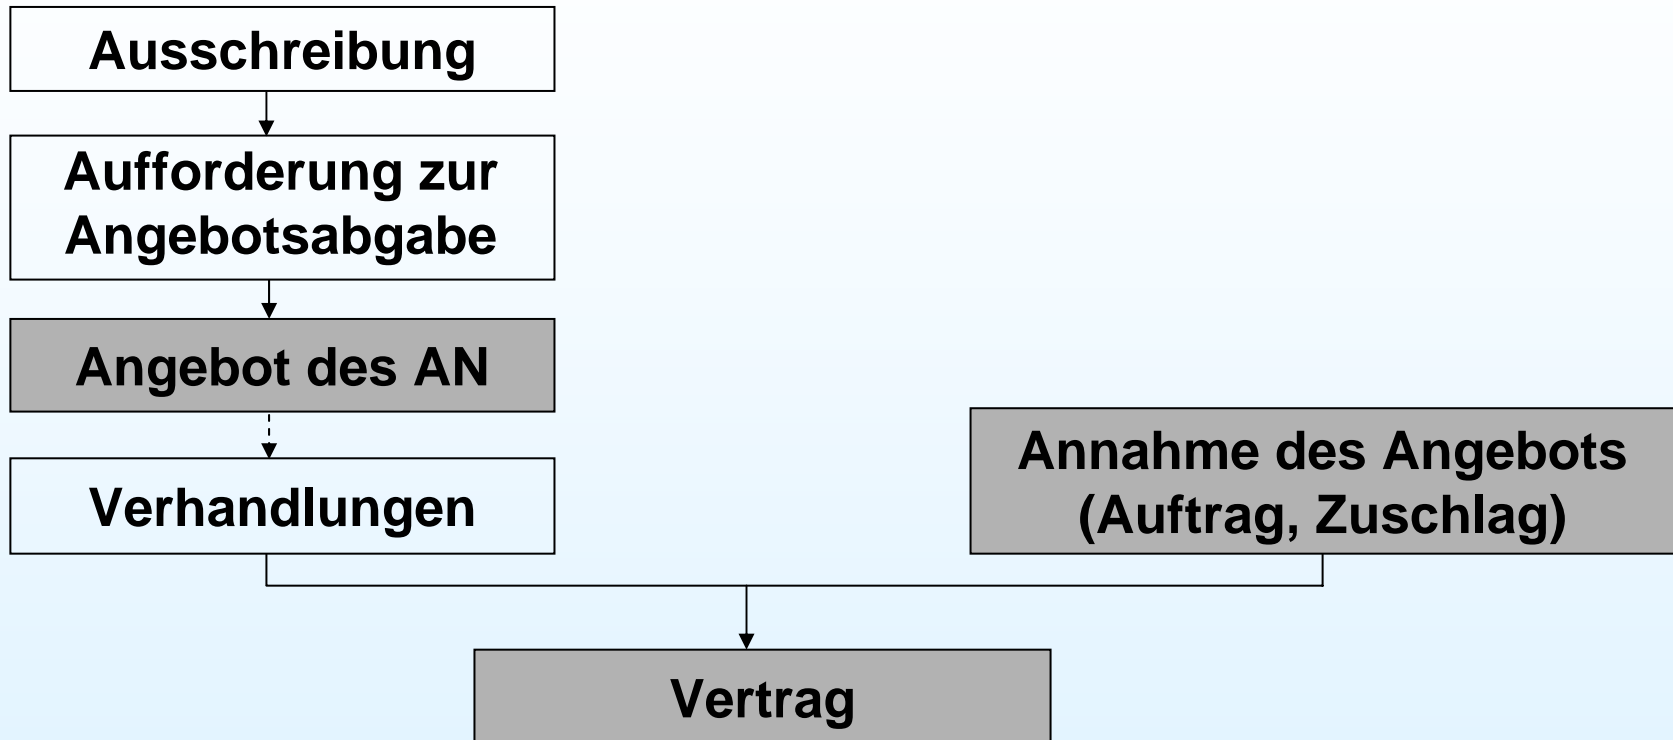 Ausschreibung
Aufforderung zur
Angebotsabgabe
Angebot des AN
Verhandlungen
Annahme des Angebots
(Auftrag, Zuschlag)
Vertrag